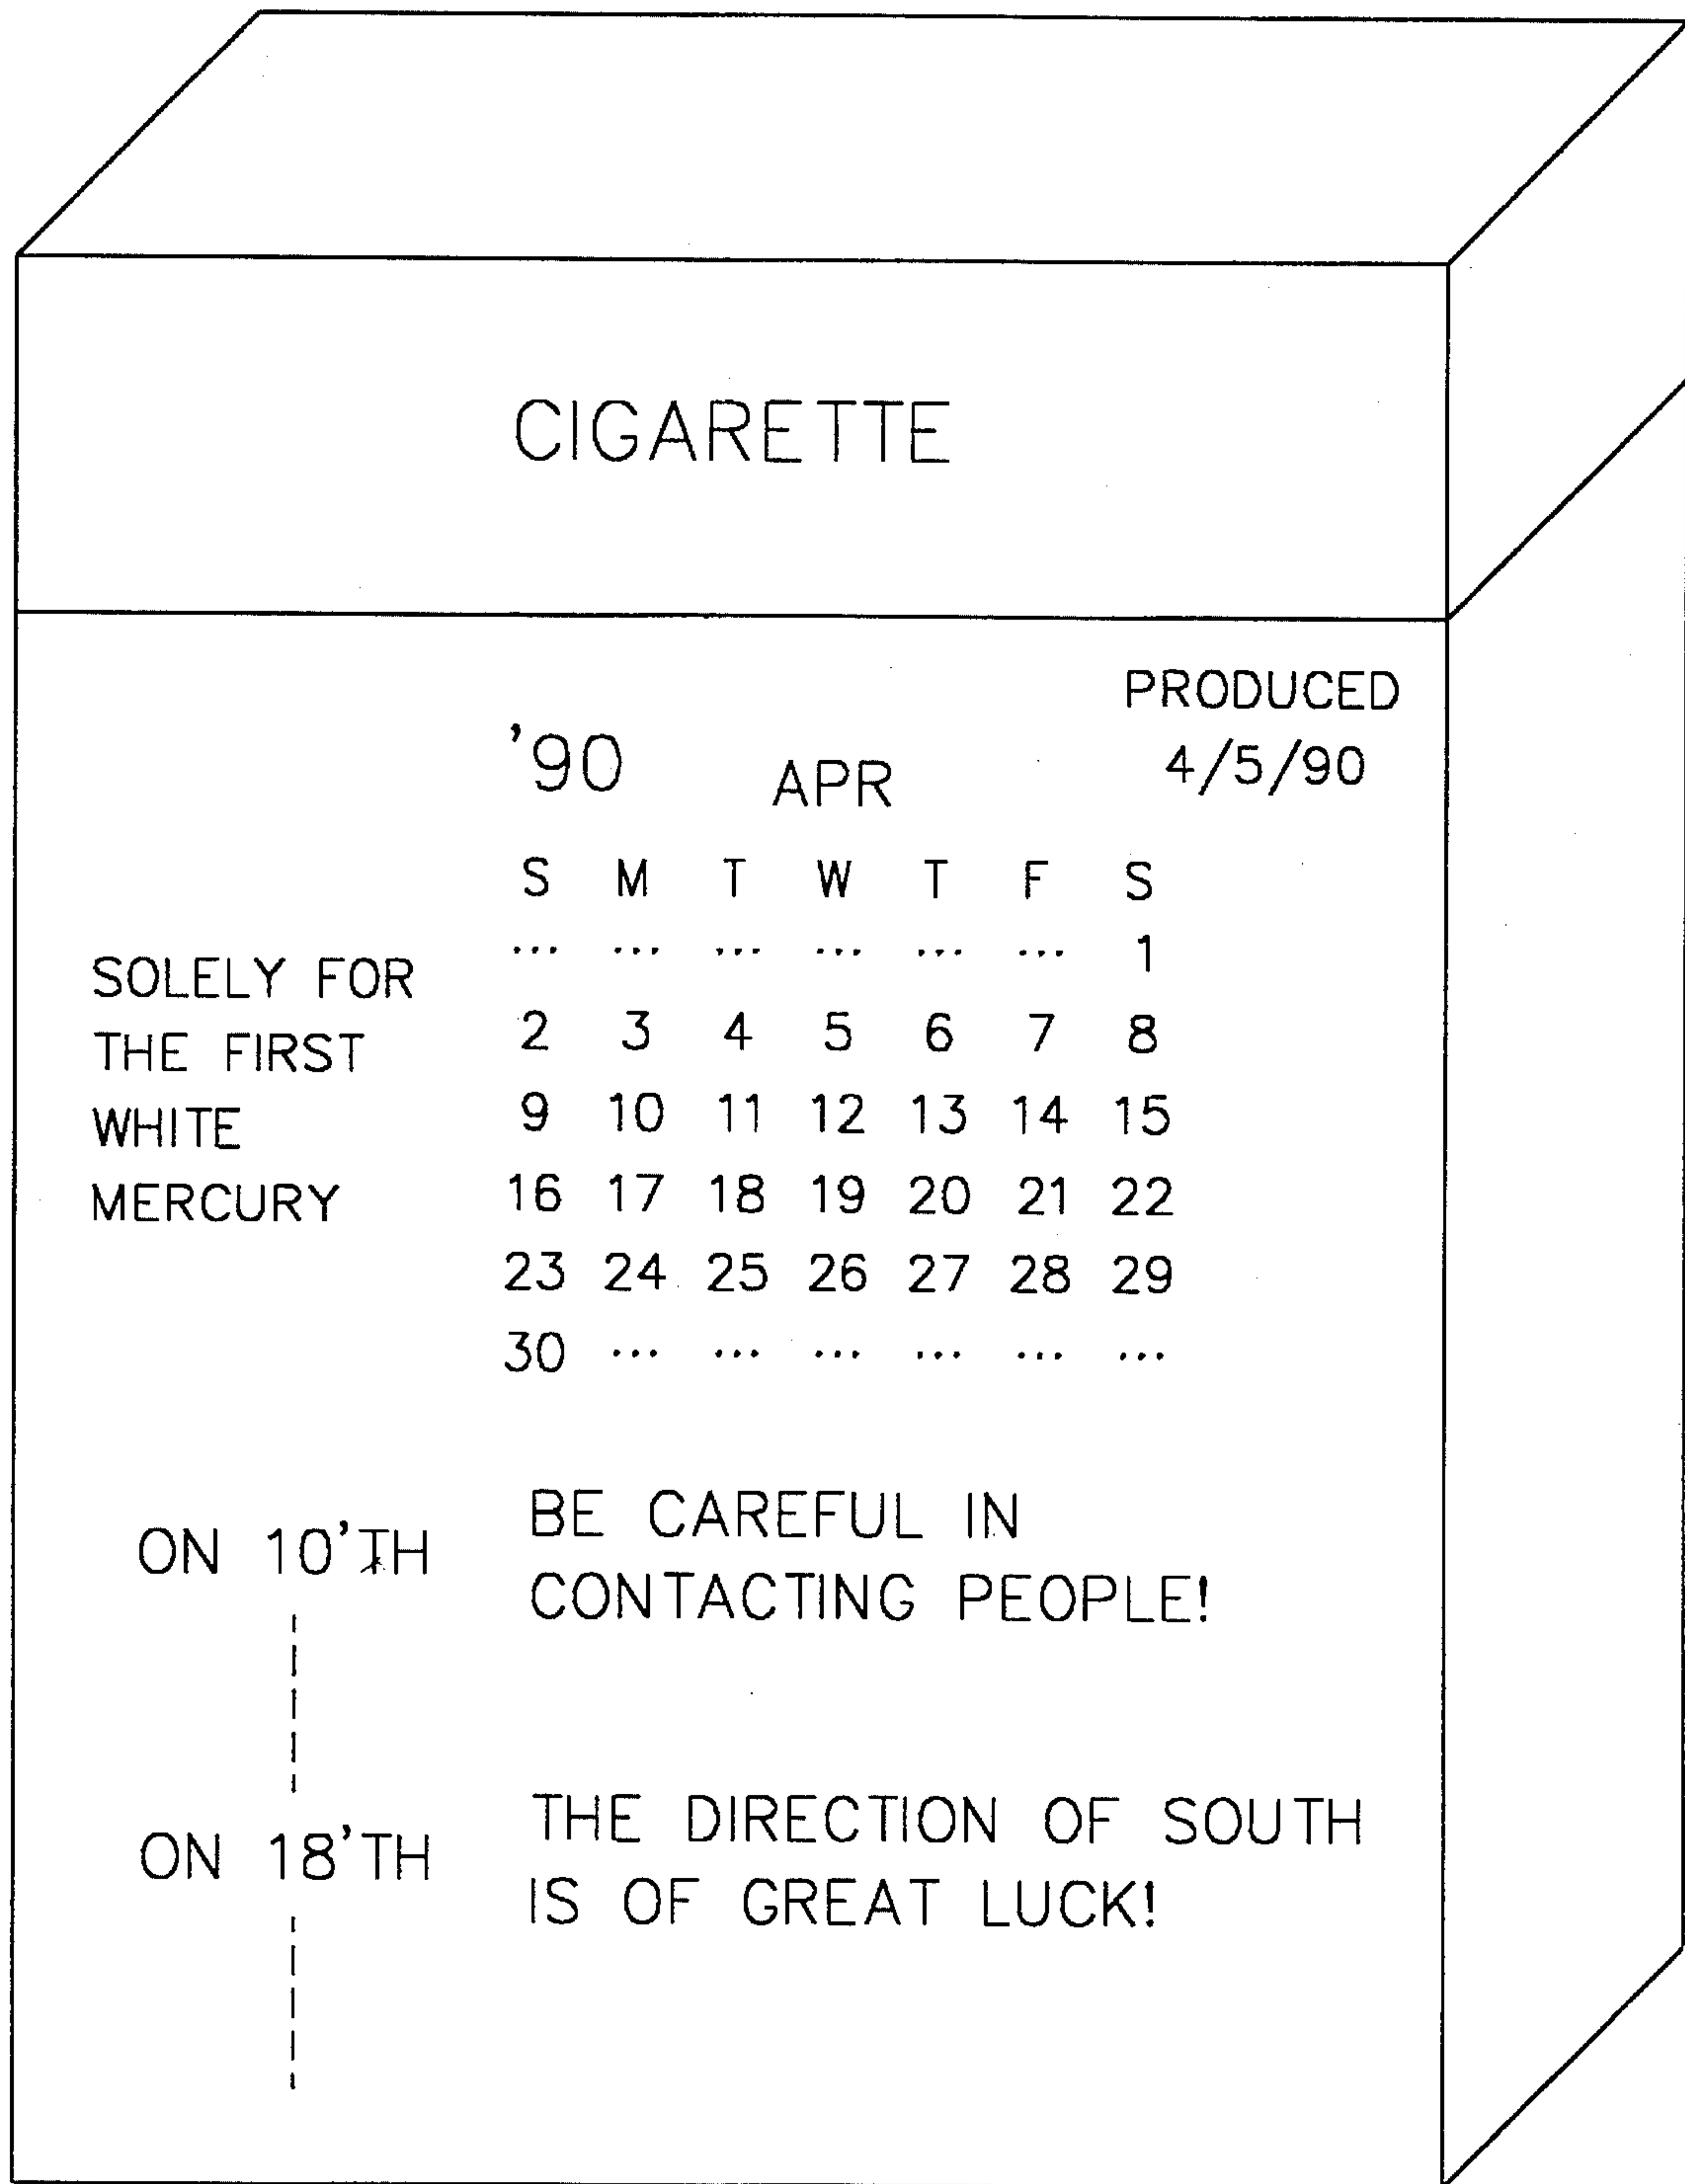 CIGARETTE
PRODUCED
'90 APR 4/5/90
S M T W T F S
... ... ... ... ... ... 1
SOLELY FOR
THE FIRST 2 3 4 5 6 7 8
WHITE 9 10 11 12 13 14 15
MERCURY 16 17 18 19 20 21 22
23 24 25 26 27 28 29
30 ... ... ... ... ... ...
ON 10'TH BE CAREFUL IN
CONTACTING PEOPLE!
ON 18'TH THE DIRECTION OF SOUTH
IS OF GREAT LUCK!